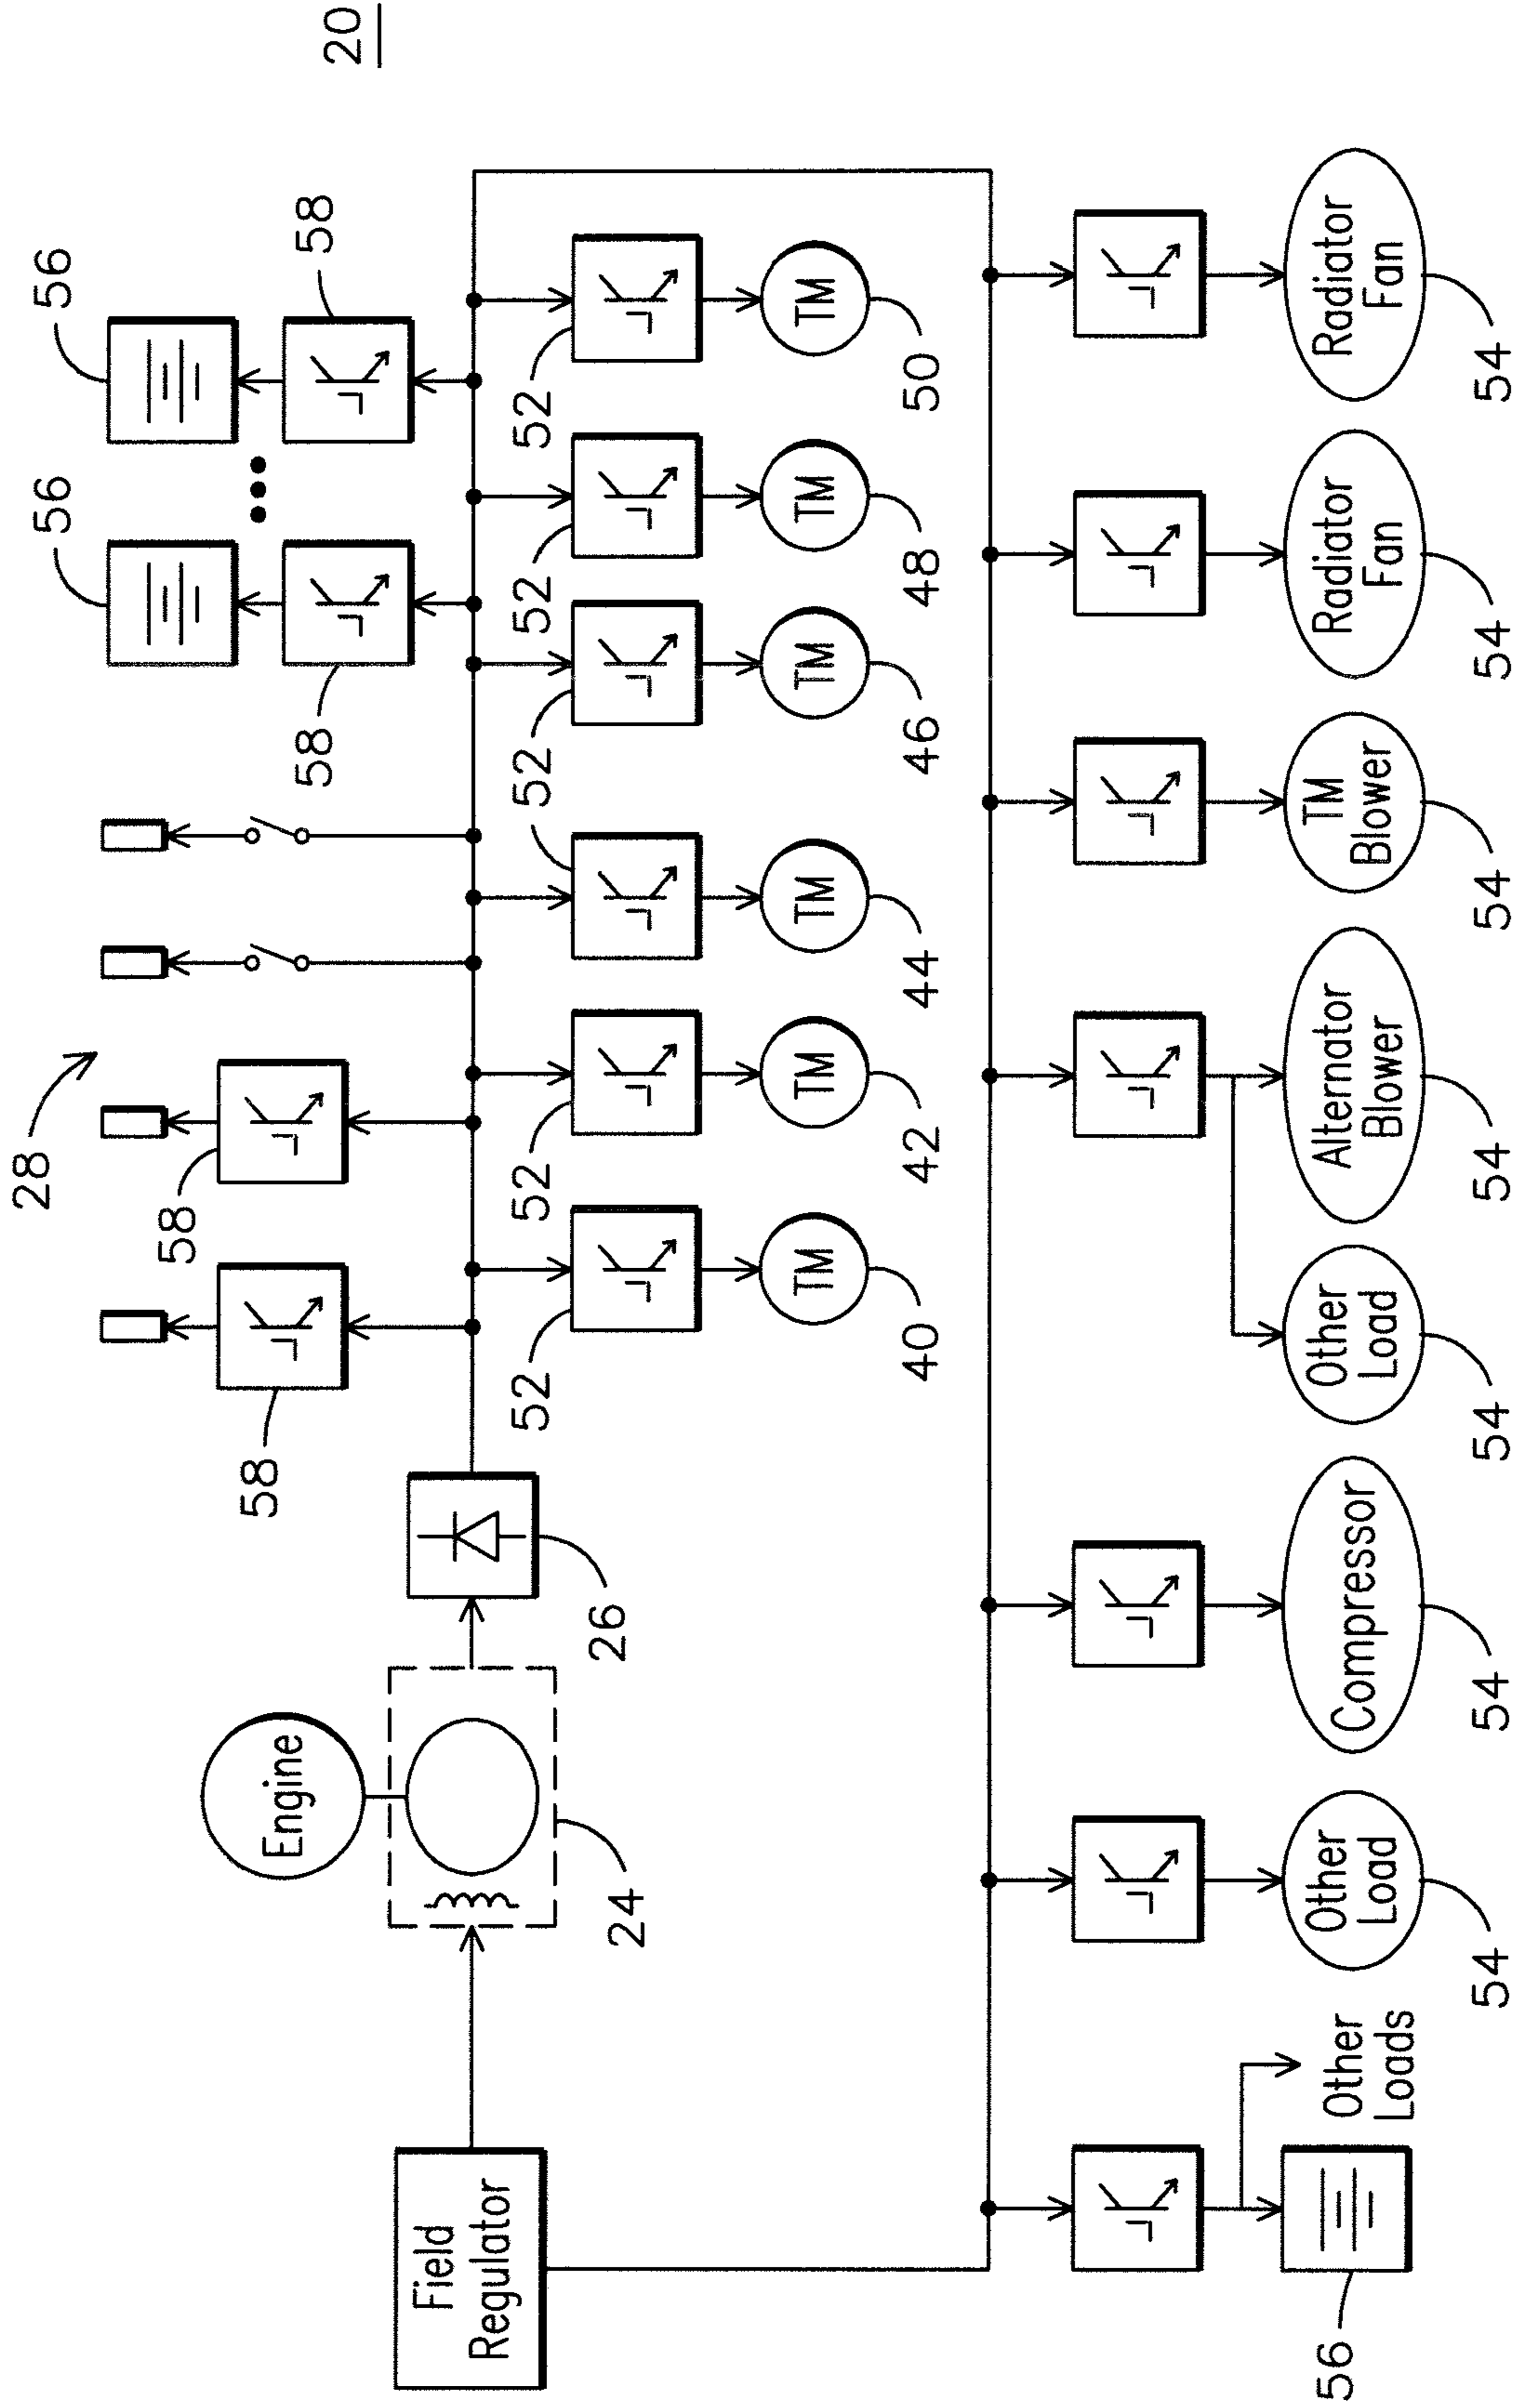 20
28
56
56
58
58
58
58
Engine
24
26
Field
Regulator
52
52
52
52
52
52
TM
TM
TM
TM
TM
TM
40
42
44
46
48
50
Other
Loads
56
Other
Load
54
Compressor
54
Other
Load
54
Alternator
Blower
54
TM
Blower
54
Radiator
Fan
54
Radiator
Fan
54